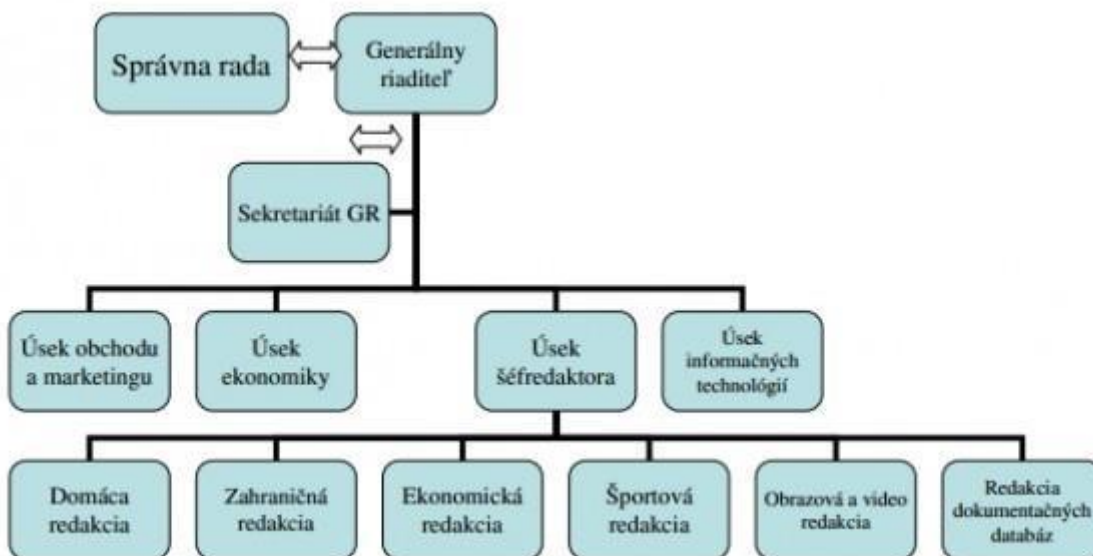 Správna rada
Generálny
riaditeľ
Sekretariát GR
Úsek obchodu
a marketingu
Úsek
ekonomiky
Úsek
šéfredaktora
Úsek
informačných
technológií
Domáca
redakcia
Zahraničná
redakcia
Ekonomická
redakcia
Športová
redakcia
Obrazová a video
redakcia
Redakcia
dokumentačných
databáz